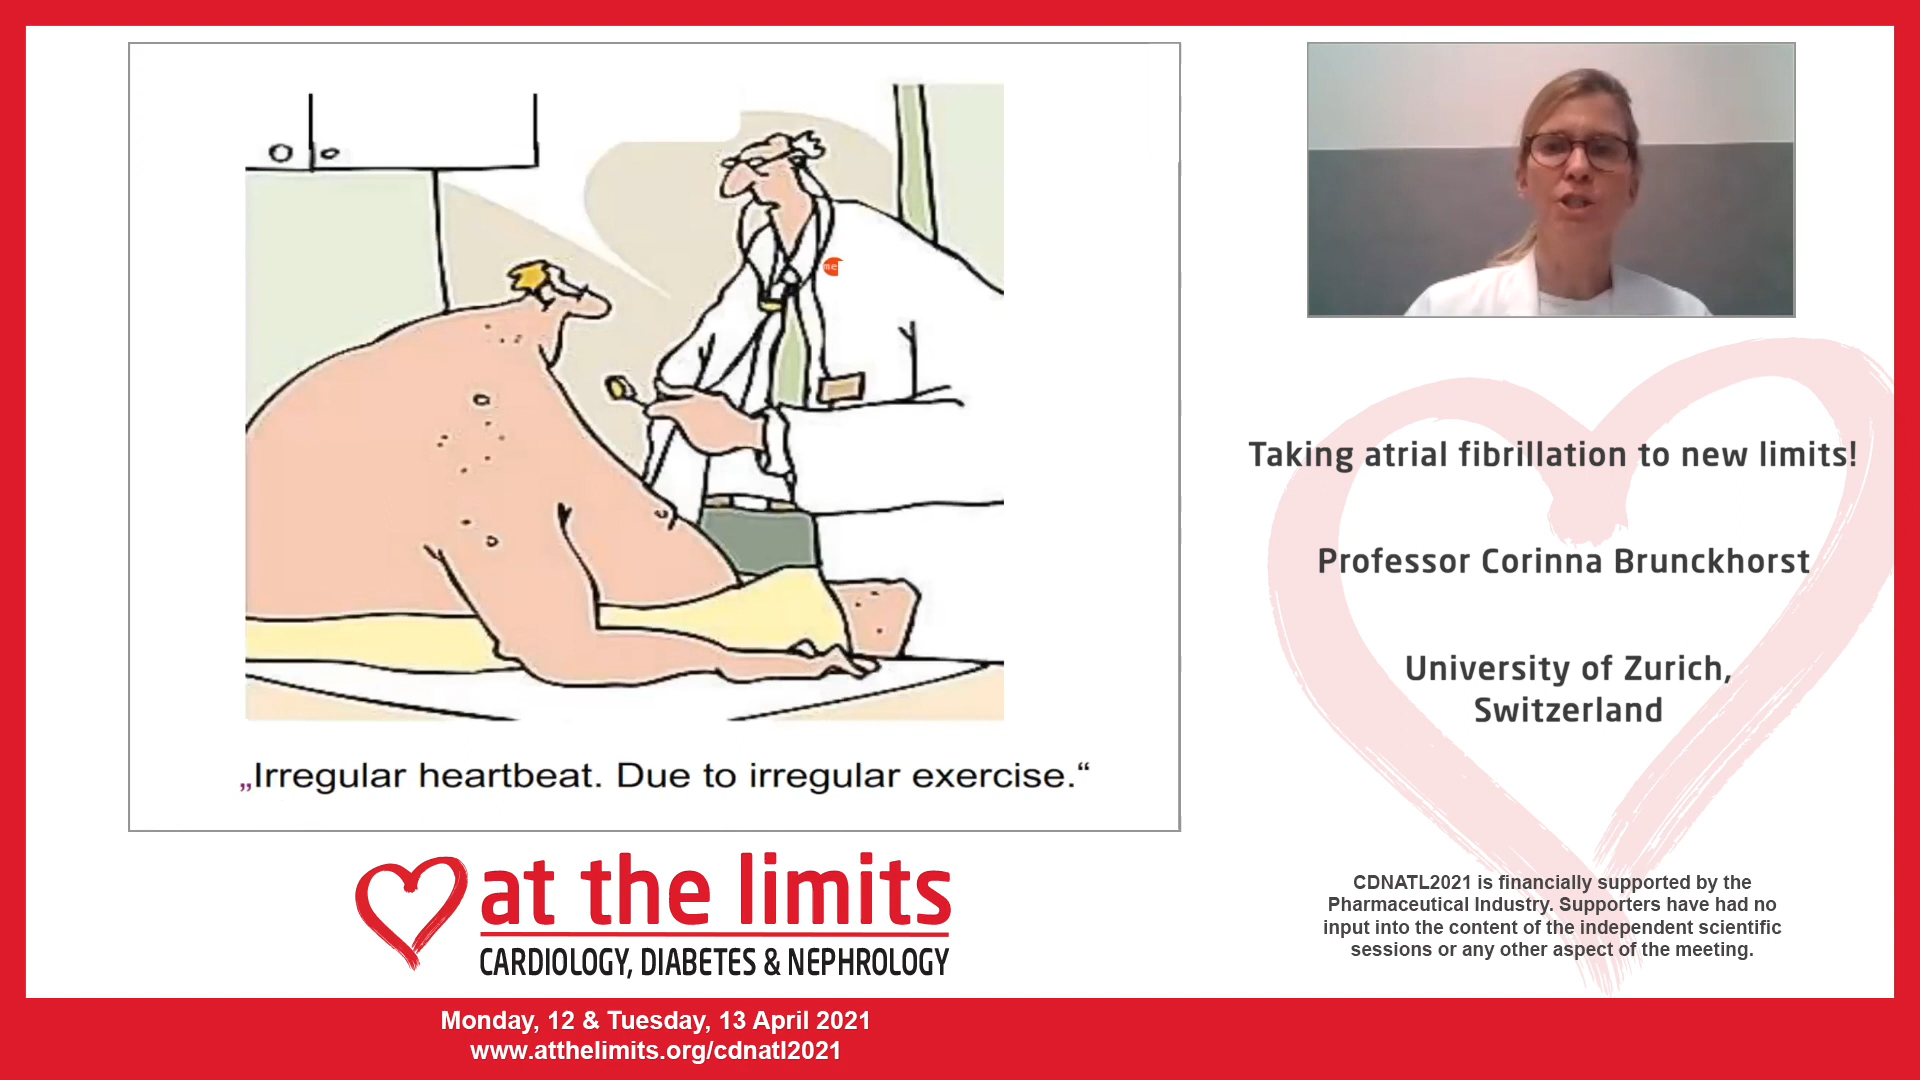 me
„Irregular heartbeat. Due to irregular exercise.“
Taking atrial fibrillation to new limits!
Professor Corinna Brunckhorst
University of Zurich,
Switzerland
CDNATL2021 is financially supported by the
Pharmaceutical Industry. Supporters have had no
input into the content of the independent scientific
sessions or any other aspect of the meeting.
at the limits
CARDIOLOGY, DIABETES & NEPHROLOGY
Monday, 12 & Tuesday, 13 April 2021
www.atthelimits.org/cdnatl2021